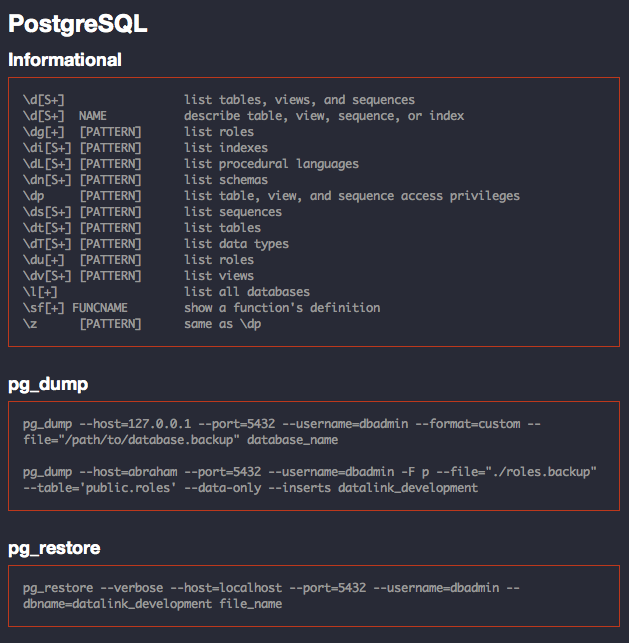 PostgreSQL
Informational
\d[S+]                 list tables, views, and sequences
\d[S+]  NAME           describe table, view, sequence, or index
\dg[+]  [PATTERN]      list roles
\di[S+] [PATTERN]      list indexes
\dL[S+] [PATTERN]      list procedural languages
\dn[S+] [PATTERN]      list schemas
\dp     [PATTERN]      list table, view, and sequence access privileges
\ds[S+] [PATTERN]      list sequences
\dt[S+] [PATTERN]      list tables
\dT[S+] [PATTERN]      list data types
\du[+]  [PATTERN]      list roles
\dv[S+] [PATTERN]      list views
\l[+]                  list all databases
\sf[+] FUNCNAME        show a function's definition
\z      [PATTERN]      same as \dp
pg_dump
pg_dump --host=127.0.0.1 --port=5432 --username=dbadmin --format=custom --
file="/path/to/database.backup" database_name
pg_dump --host=abraham --port=5432 --username=dbadmin -F p --file="./roles.backup"
--table='public.roles' --data-only --inserts datalink_development
pg_restore
pg_restore --verbose --host=localhost --port=5432 --username=dbadmin --
dbname=datalink_development file_name